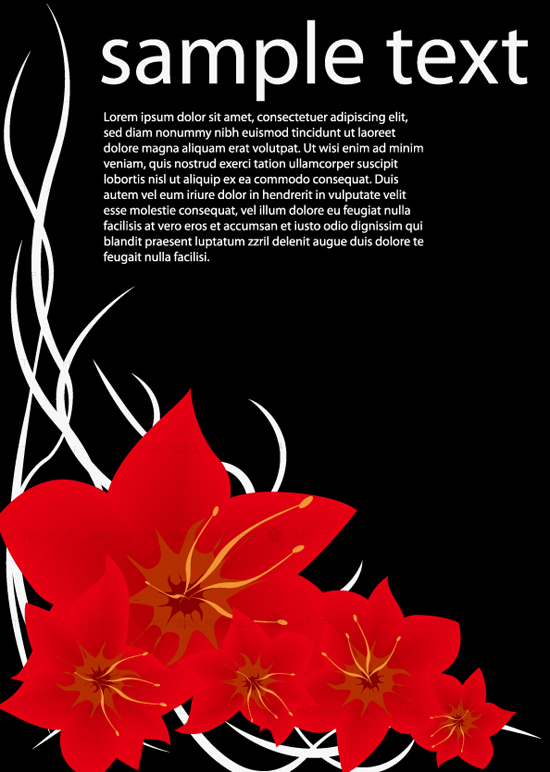 sample text
Lorem ipsum dolor sit amet, consectetuer adipiscing elit,
sed diam nonummy nibh euismod tincidunt ut laoreet
dolore magna aliquam erat volutpat. Ut wisi enim ad minim
veniam, quis nostrud exerci tation ullamcorper suscipit
lobortis nisl ut aliquip ex ea commodo consequat. Duis
autem vel eum iriure dolor in hendrerit in vulputate velit
esse molestie consequat, vel illum dolore eu feugiat nulla
facilisis at vero eros et accumsan et iusto odio dignissim qui
blandit praesent luptatum zzril delenit augue duis dolore te
feugait nulla facilisi.